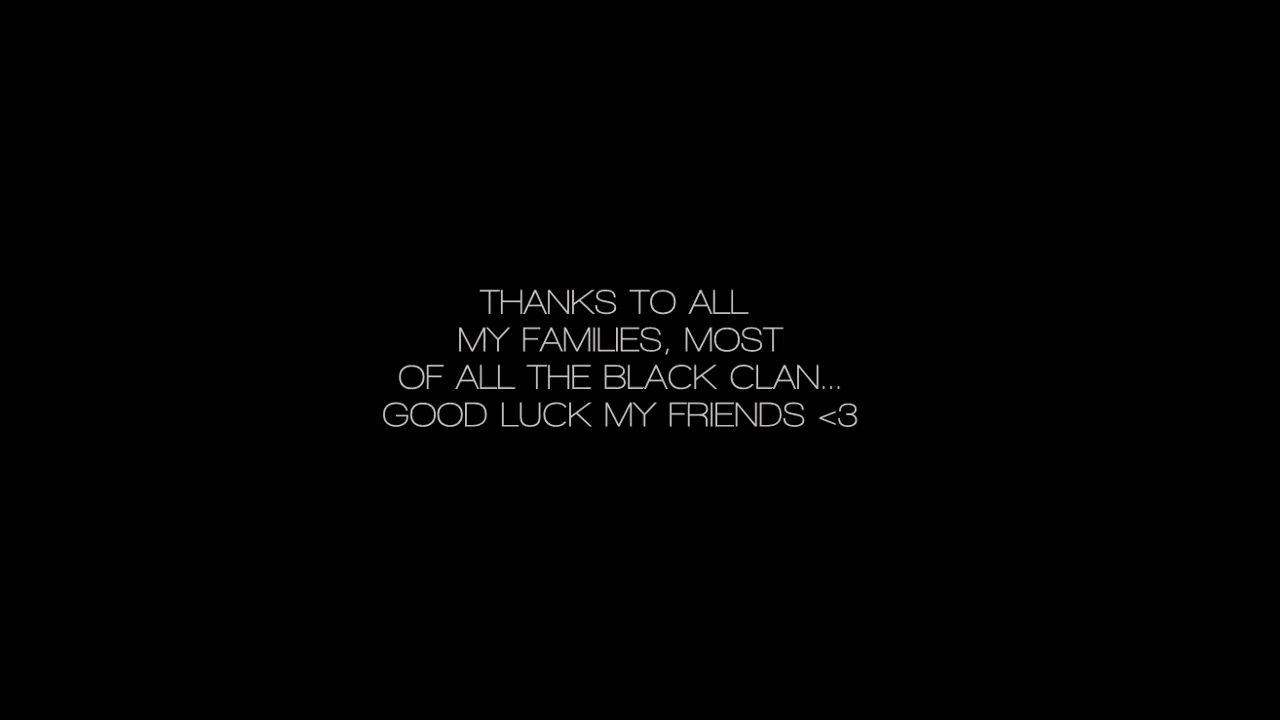 THANKS TO ALL
MY FAMILIES, MOST
OF ALL THE BLACK CLAN...
GOOD LUCK MY FRIENDS <3